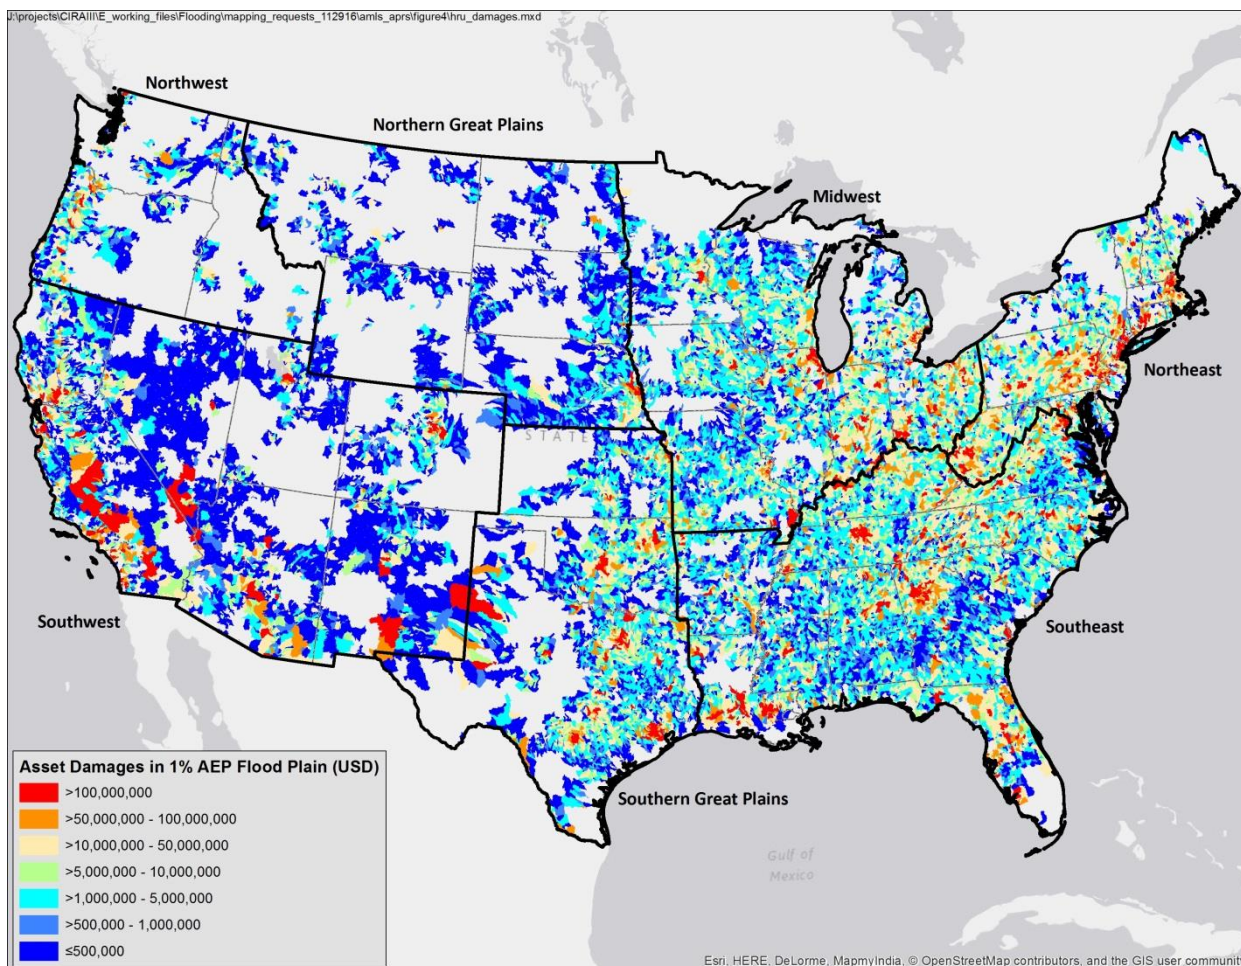 J:\projects\CIRAIII\E_working_files\Flooding\mapping_requests_112916\amls_aprs\figure4\hru_damages.mxd
Northwest
Northern Great Plains
Midwest
Northeast
STATE
Southwest
Southeast
Southern Great Plains
Gulf of
Mexico
Asset Damages in 1% AEP Flood Plain (USD)
>100,000,000
>50,000,000 - 100,000,000
>10,000,000 - 50,000,000
>5,000,000 - 10,000,000
>1,000,000 - 5,000,000
>500,000 - 1,000,000
≤500,000
Esri, HERE, DeLorme, MapmyIndia, © OpenStreetMap contributors, and the GIS user community